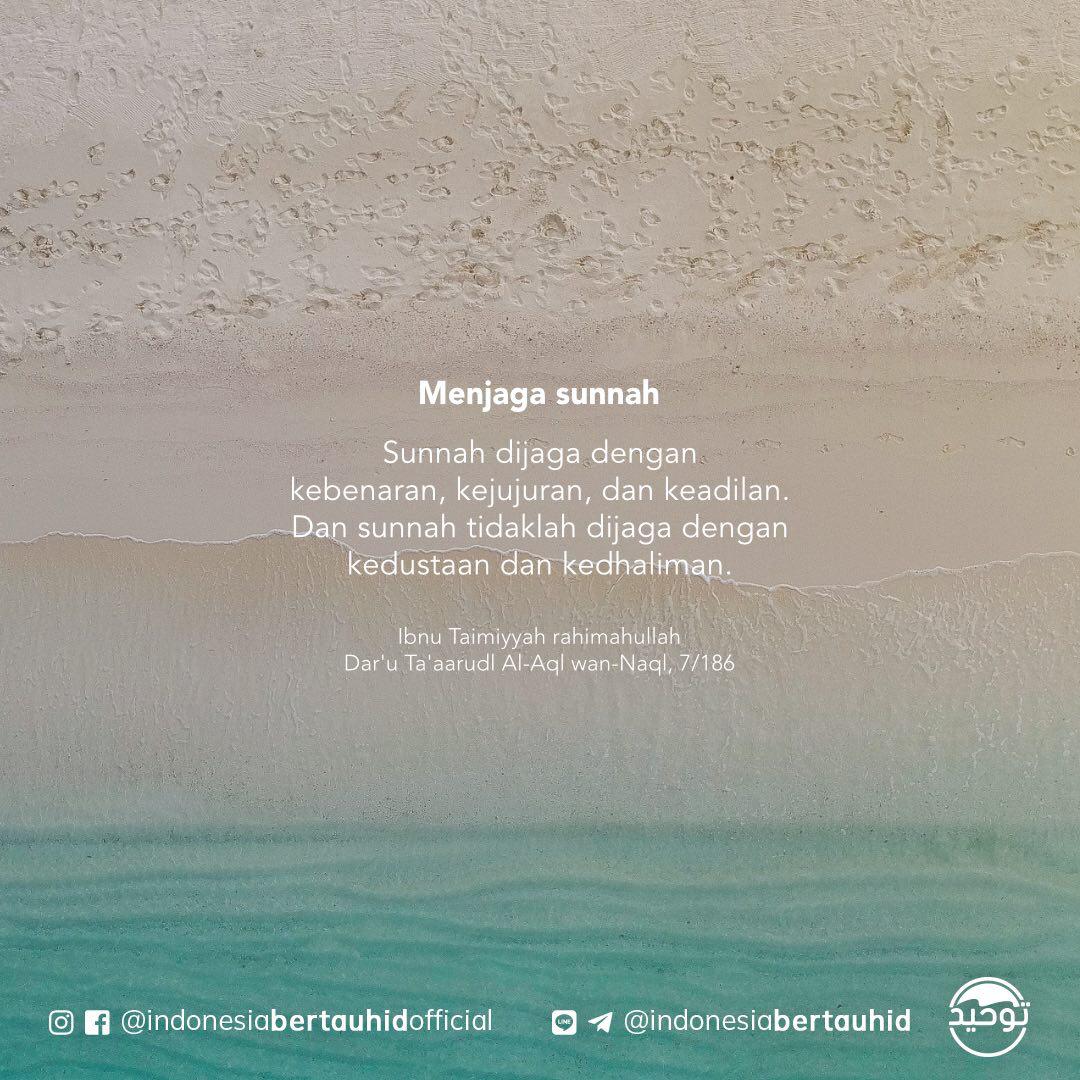 Menjaga sunnah
Sunnah dijaga dengan
kebenaran, kejujuran, dan keadilan.
Dan sunnah tidaklah dijaga dengan
kedustaan dan kedhaliman.
Ibnu Taimiyyah rahimahullah
Dar'u Ta'aarudl Al-Aql wan-Naql, 7/186
@indonesiabertauhidofficial
LINE @indonesiabertauhid
توحيد